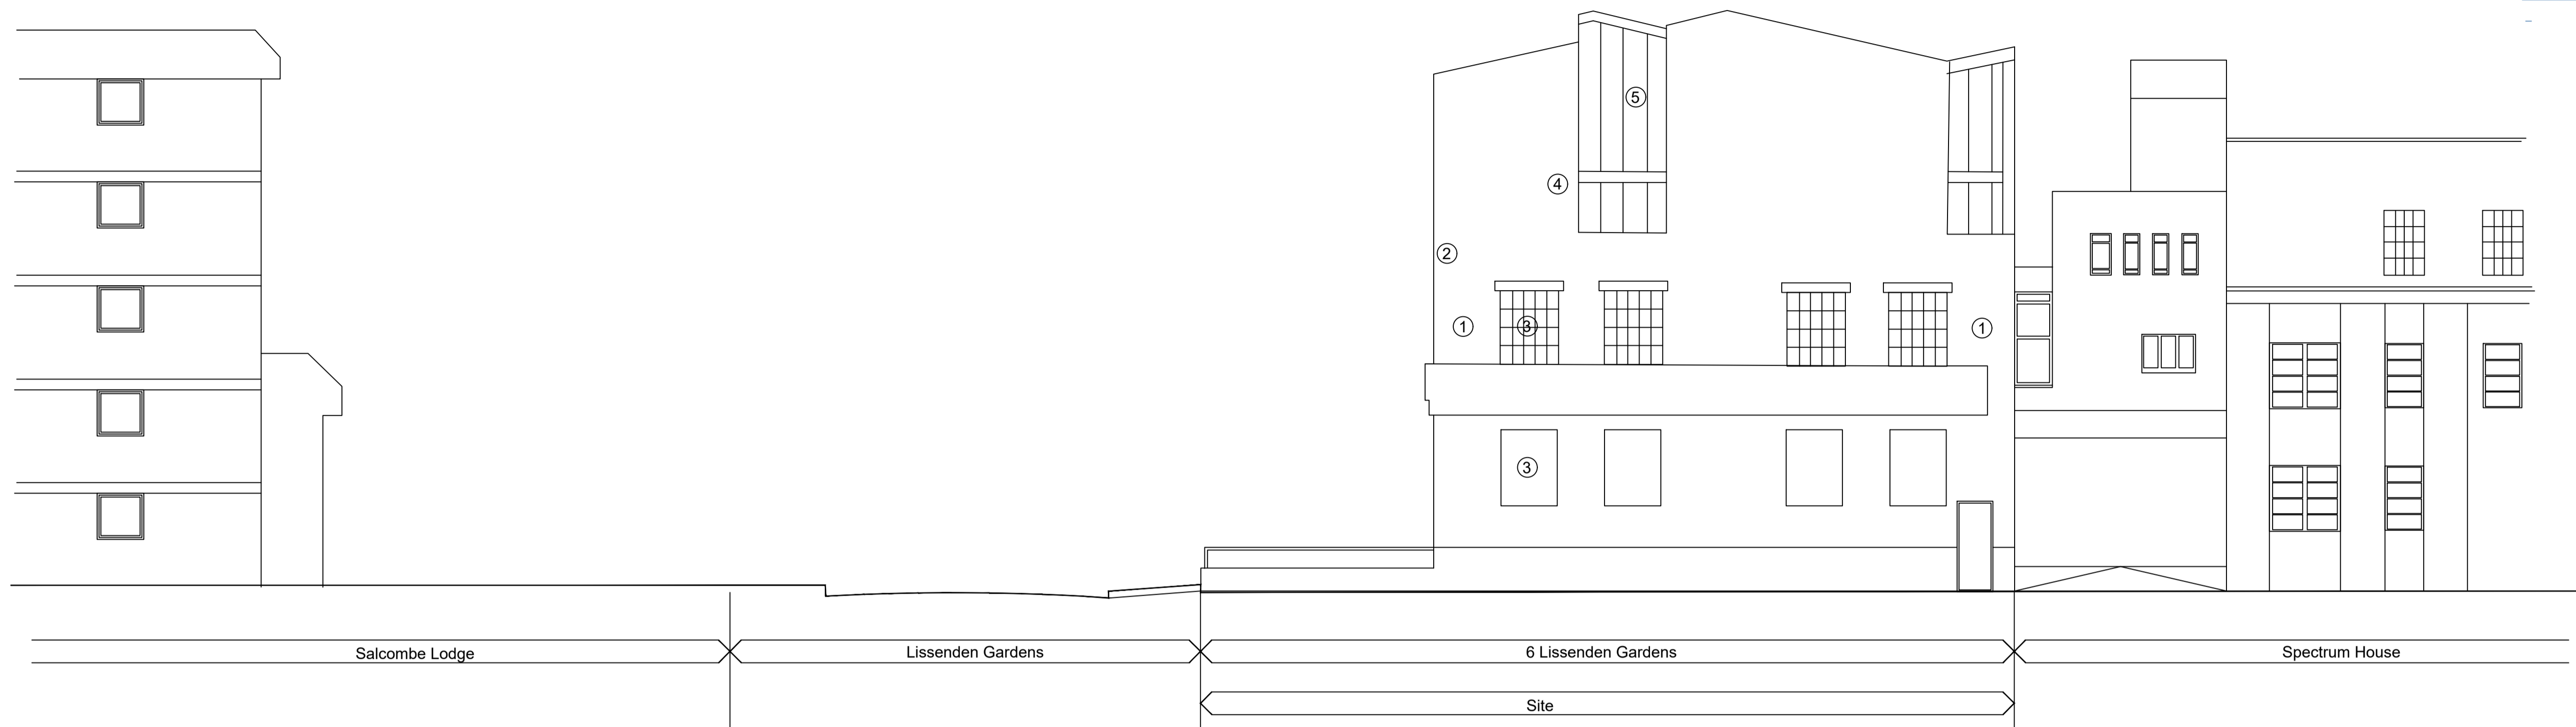 5
4
2
1
3
1
3
Salcombe Lodge
Lissenden Gardens
6 Lissenden Gardens
Spectrum House
Site